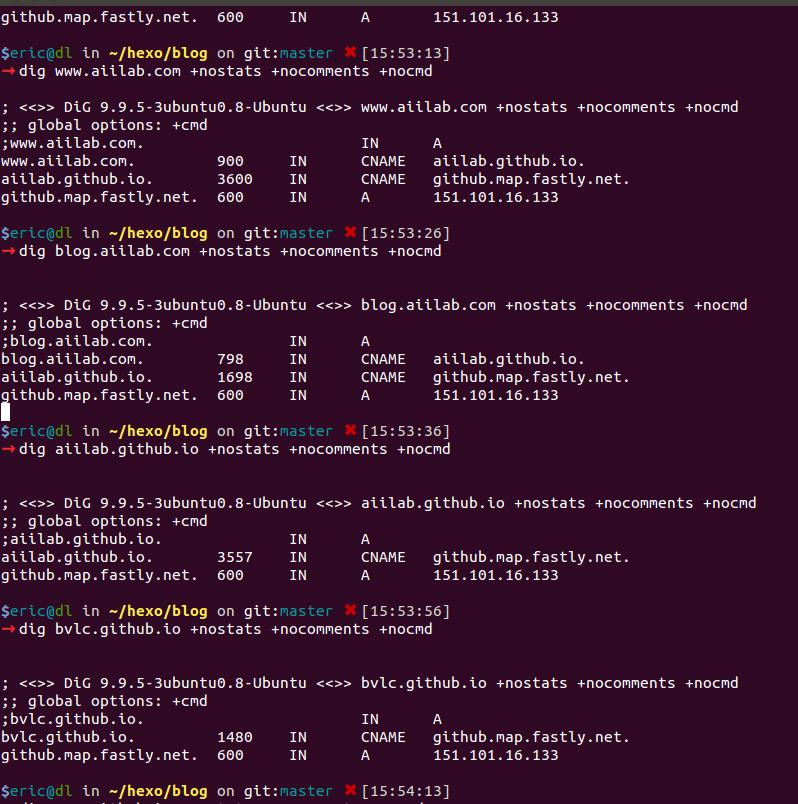 github.map.fastly.net. 600 IN A 151.101.16.133
$eric@dl in ~/hexo/blog on git:master ✖ [15:53:13]
→ dig www.aiilab.com +nostats +nocomments +nocmd
; <<>> DiG 9.9.5-3ubuntu0.8-Ubuntu <<>> www.aiilab.com +nostats +nocomments +nocmd
;; global options: +cmd
;www.aiilab.com. IN A
www.aiilab.com. 900 IN CNAME aiilab.github.io.
aiilab.github.io. 3600 IN CNAME github.map.fastly.net.
github.map.fastly.net. 600 IN A 151.101.16.133
$eric@dl in ~/hexo/blog on git:master ✖ [15:53:26]
→ dig blog.aiilab.com +nostats +nocomments +nocmd
; <<>> DiG 9.9.5-3ubuntu0.8-Ubuntu <<>> blog.aiilab.com +nostats +nocomments +nocmd
;; global options: +cmd
;blog.aiilab.com. IN A
blog.aiilab.com. 798 IN CNAME aiilab.github.io.
aiilab.github.io. 1698 IN CNAME github.map.fastly.net.
github.map.fastly.net. 600 IN A 151.101.16.133
$eric@dl in ~/hexo/blog on git:master ✖ [15:53:36]
→ dig aiilab.github.io +nostats +nocomments +nocmd
; <<>> DiG 9.9.5-3ubuntu0.8-Ubuntu <<>> aiilab.github.io +nostats +nocomments +nocmd
;; global options: +cmd
;aiilab.github.io. IN A
aiilab.github.io. 3557 IN CNAME github.map.fastly.net.
github.map.fastly.net. 600 IN A 151.101.16.133
$eric@dl in ~/hexo/blog on git:master ✖ [15:53:56]
→ dig bvlc.github.io +nostats +nocomments +nocmd
; <<>> DiG 9.9.5-3ubuntu0.8-Ubuntu <<>> bvlc.github.io +nostats +nocomments +nocmd
;; global options: +cmd
;bvlc.github.io. IN A
bvlc.github.io. 1480 IN CNAME github.map.fastly.net.
github.map.fastly.net. 600 IN A 151.101.16.133
$eric@dl in ~/hexo/blog on git:master ✖ [15:54:13]